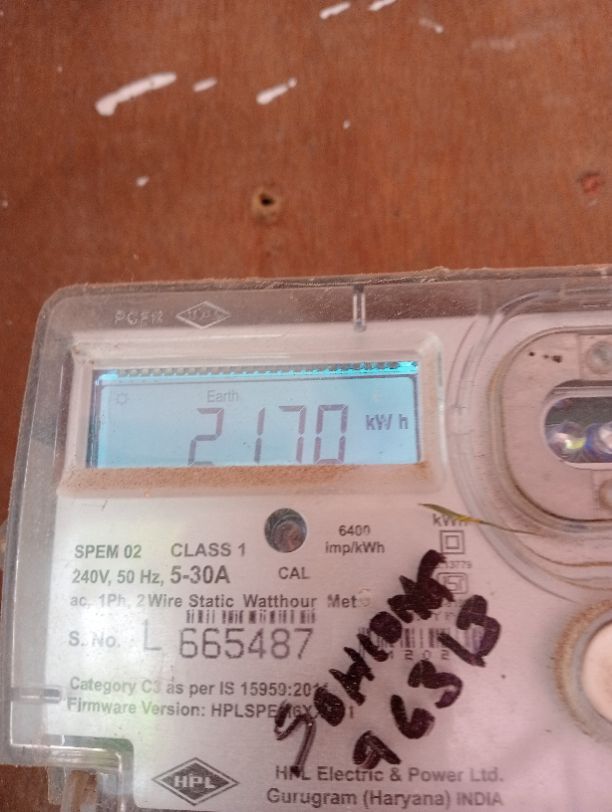 HPL
Earth
2170 kWh
SPEM 02 CLASS 1
6400
imp/kWh
240V, 50 Hz, 5-30A CAL
kWh
ac, 1Ph, 2 Wire Static Watthour
S. No. L 665487
Category C3 as per IS 15959:
Firmware Version:
HPL
HPL Electric & Power Ltd.
Gurugram (Haryana) INDIA